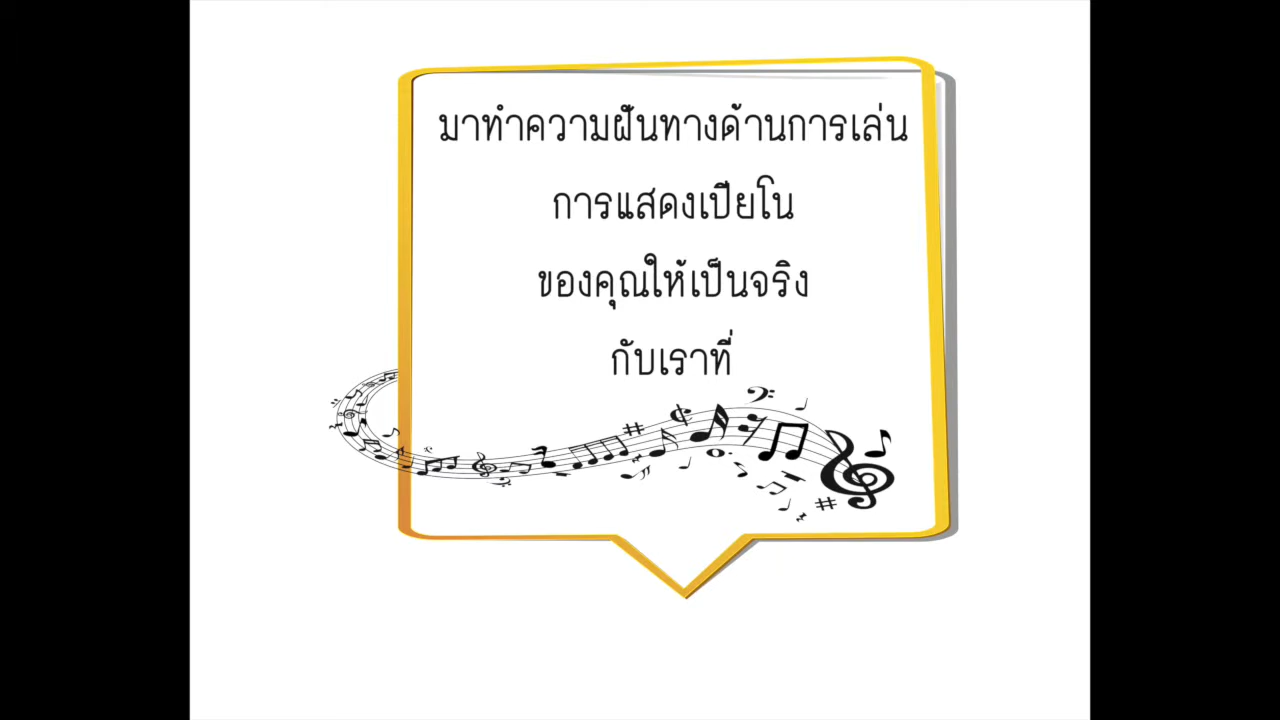 มาทำความฝันทางด้านการเล่น
การแสดงเปียโน
ของคุณให้เป็นจริง
กับเราที่